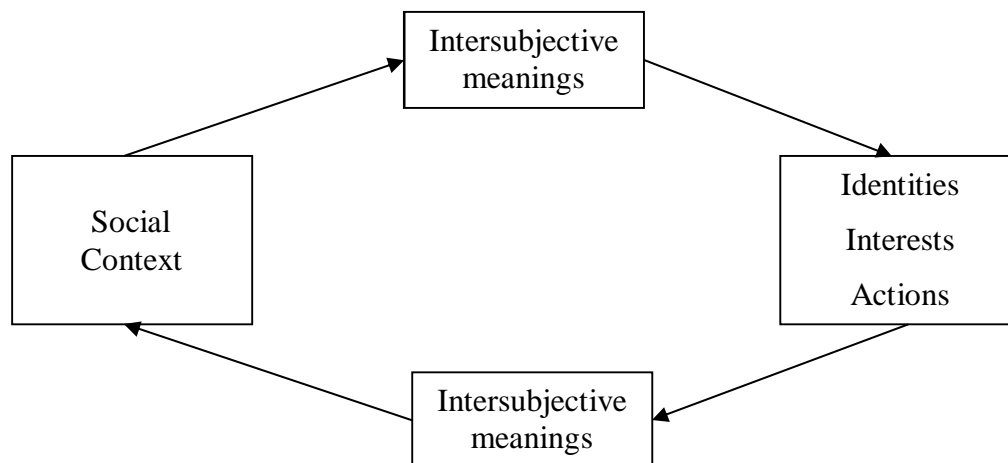 Intersubjective
meanings
Social
Context
Identities
Interests
Actions
Intersubjective
meanings